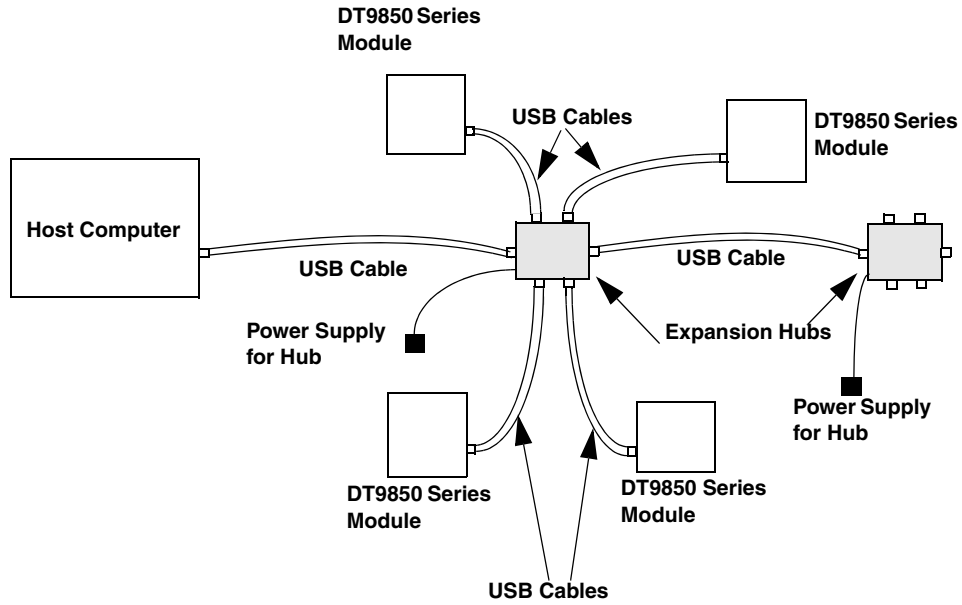 DT9850 Series
Module
USB Cables
DT9850 Series
Module
Host Computer
USB Cable
USB Cable
Power Supply
for Hub
Expansion Hubs
Power Supply
for Hub
DT9850 Series
Module
DT9850 Series
Module
USB Cables